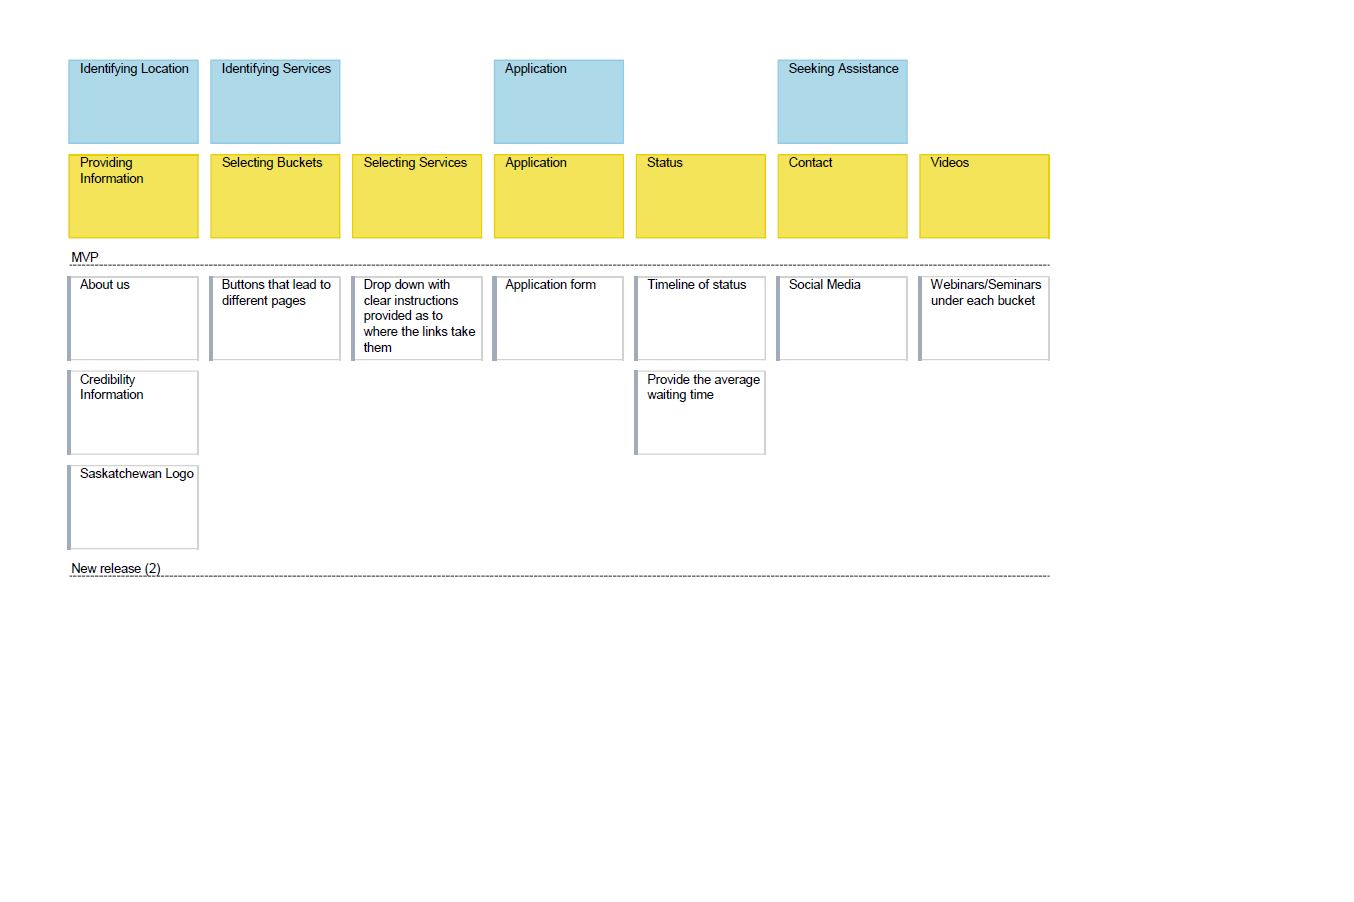 Identifying Location
Identifying Services
Application
Seeking Assistance
Providing
Information
Selecting Buckets
Selecting Services
Application
Status
Contact
Videos
MVP
About us
Buttons that lead to
different pages
Drop down with
clear instructions
provided as to
where the links take
them
Application form
Timeline of status
Social Media
Webinars/Seminars
under each bucket
Credibility
Information
Provide the average
waiting time
Saskatchewan Logo
New release (2)